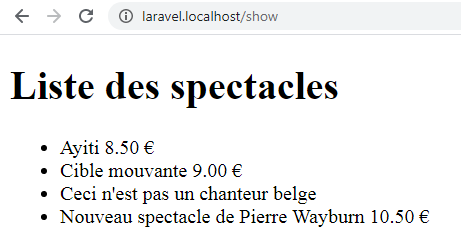 laravel.localhost/show
Liste des spectacles
• Ayiti 8.50 €
• Cible mouvante 9.00 €
• Ceci n'est pas un chanteur belge
• Nouveau spectacle de Pierre Wayburn 10.50 €